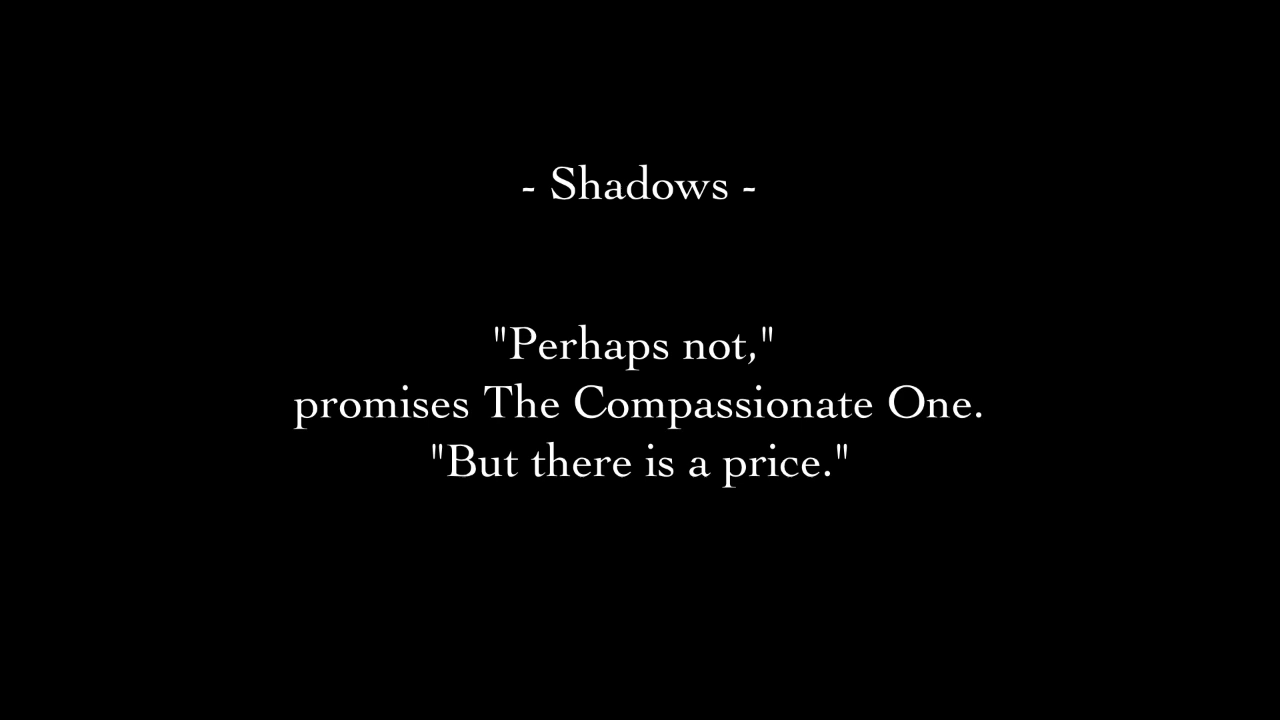 - Shadows -
"Perhaps not,"
promises The Compassionate One.
"But there is a price."